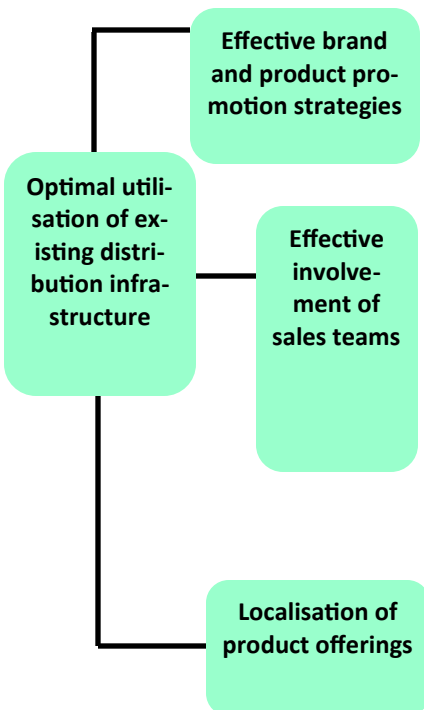 Effective brand
and product pro-
motion strategies
Optimal utili-
sation of ex-
isting distri-
bution infra-
structure
Effective
involve-
ment of
sales teams
Localisation of
product offerings